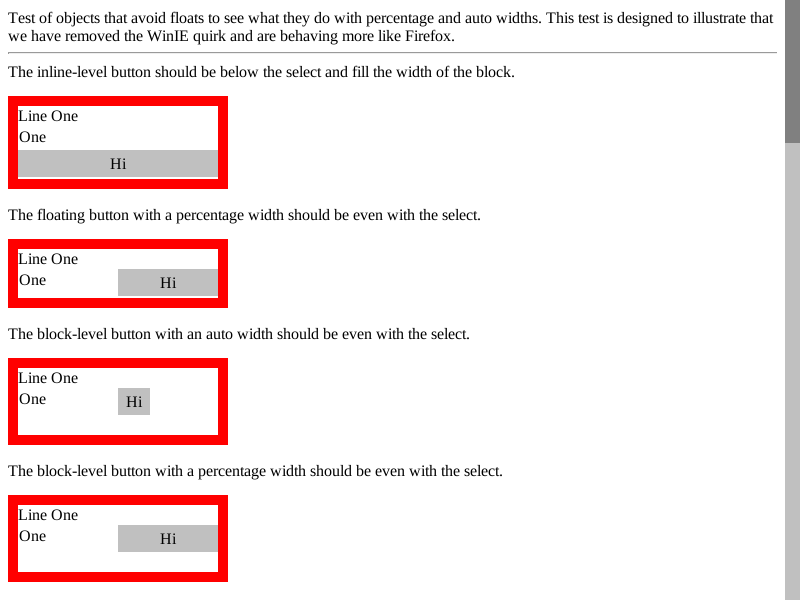 Test of objects that avoid floats to see what they do with percentage and auto widths. This test is designed to illustrate that
we have removed the WinIE quirk and are behaving more like Firefox.
The inline-level button should be below the select and fill the width of the block.
Line One
One
Hi
The floating button with a percentage width should be even with the select.
Line One
One Hi
The block-level button with an auto width should be even with the select.
Line One
One Hi
The block-level button with a percentage width should be even with the select.
Line One
One Hi